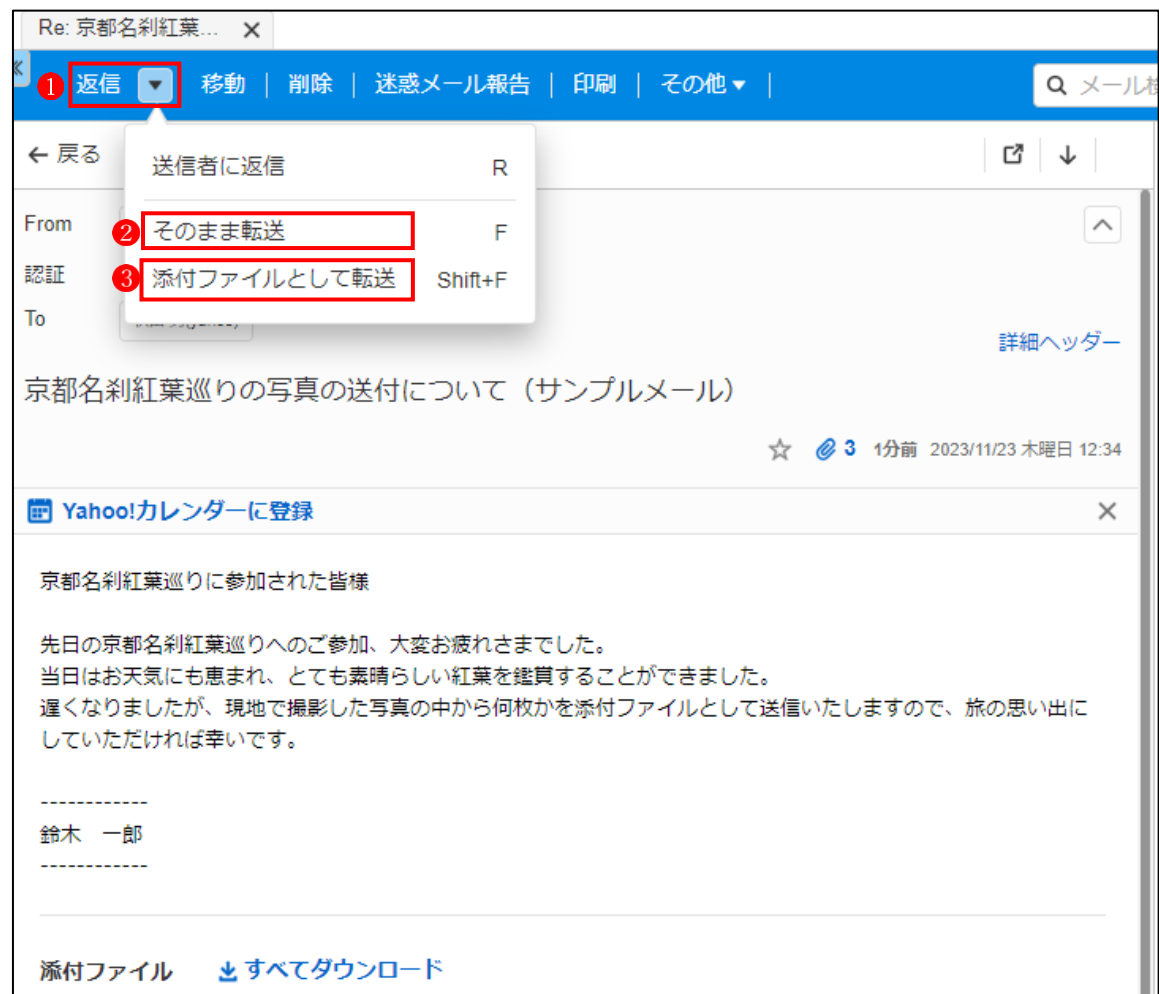 Re: 京都名刹紅葉...
1 返信 移動 削除 迷惑メール報告 印刷 その他
戻る
送信者に返信 R
From
2 そのまま転送 F
認証
3 添付ファイルとして転送 Shift+F
To
詳細ヘッダー
京都名刹紅葉巡りの写真の送付について（サンプルメール）
3 1分前 2023/11/23 木曜日 12:34
Yahoo!カレンダーに登録
京都名刹紅葉巡りに参加された皆様
先日の京都名刹紅葉巡りへのご参加、大変お疲れさまでした。
当日はお天気にも恵まれ、とても素晴らしい紅葉を鑑賞することができました。
遅くなりましたが、現地で撮影した写真の中から何枚かを添付ファイルとして送信いたしますので、旅の思い出に
していただければ幸いです。
------------
鈴木　一郎
------------
添付ファイル すべてダウンロード